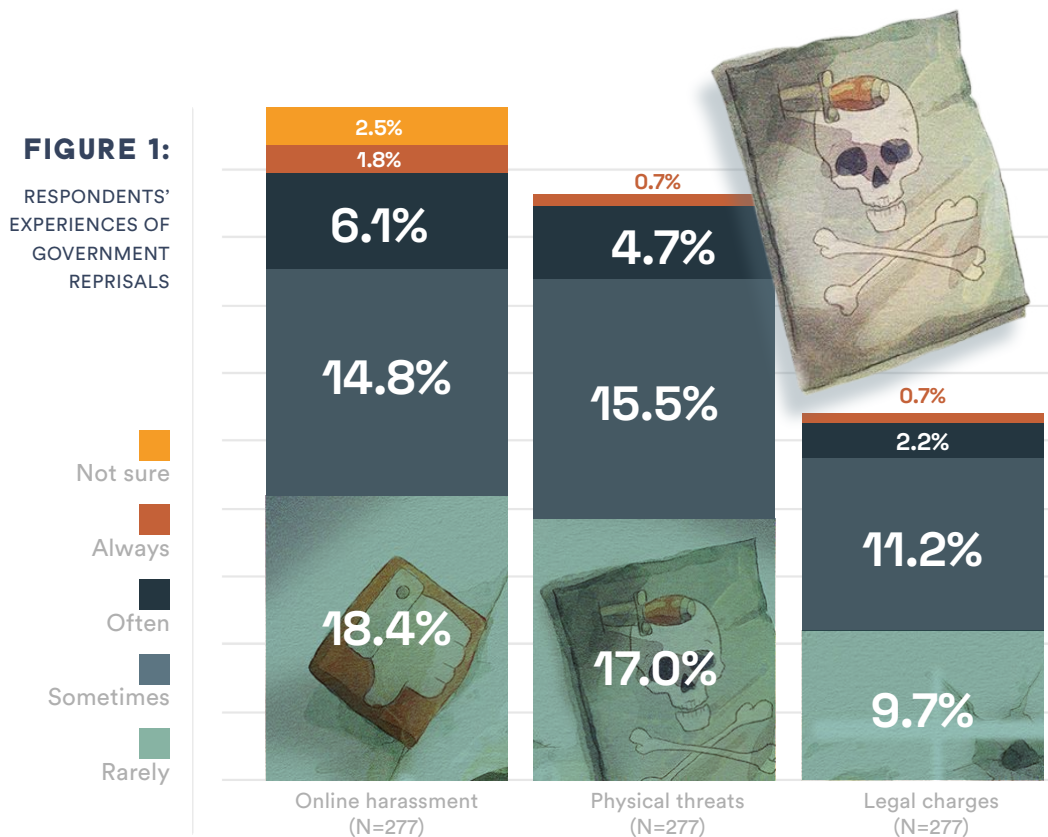 FIGURE 1:
RESPONDENTS’
EXPERIENCES OF
GOVERNMENT
REPRISALS
Not sure
Always
Often
Sometimes
Rarely
2.5%
1.8%
6.1%
14.8%
18.4%
Online harassment
(N=277)
0.7%
4.7%
15.5%
17.0%
Physical threats
(N=277)
0.7%
2.2%
11.2%
9.7%
Legal charges
(N=277)